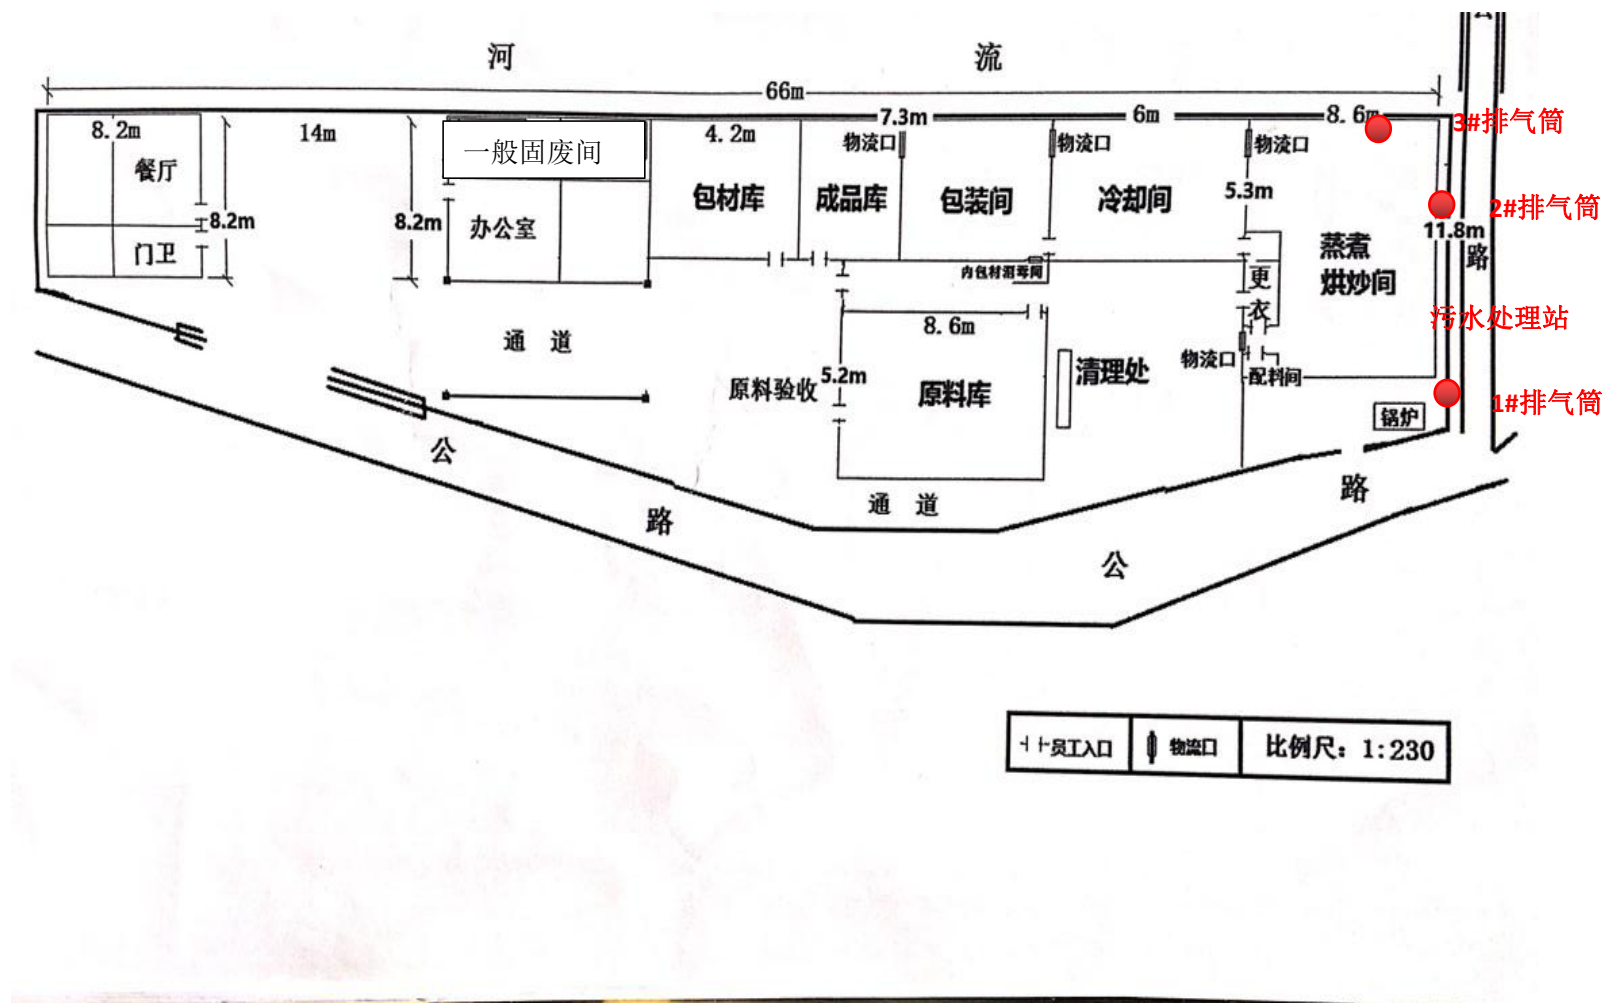 公
河 流
66m
8.2m
14m
一般固废间
4.2m
7.3m
6m
8.6m
3#排气筒
物流口
物流口
物流口
餐厅
8.2m
8.2m
办公室
包材库
成品库
包装间
冷却间
5.3m
2#排气筒
11.8m
路
门卫
蒸煮
烘炒间
内包材消毒间
更
衣
污水处理站
通 道
8.6m
原料验收
5.2m
原料库
清理处
物流口
配料间
锅炉
1#排气筒
公
路
通 道
路
公
员工入口
物流口
比例尺：1:230